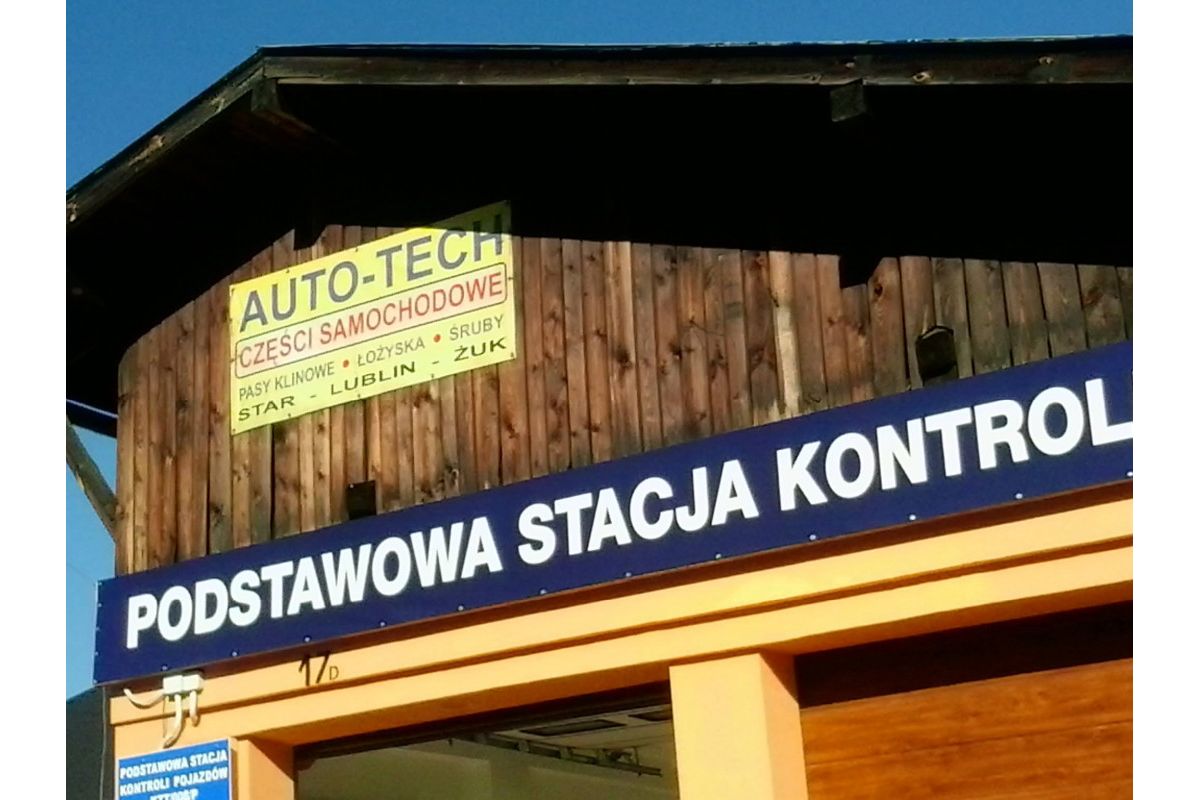 AUTO-TECH
CZĘŚCI SAMOCHODOWE
PASY KLINOWE • ŁOŻYSKA • ŚRUBY
STAR - LUBLIN - ŻUK
PODSTAWOWA STACJA KONTROL
17D
PODSTAWOWA STACJA
KONTROLI POJAZDÓW